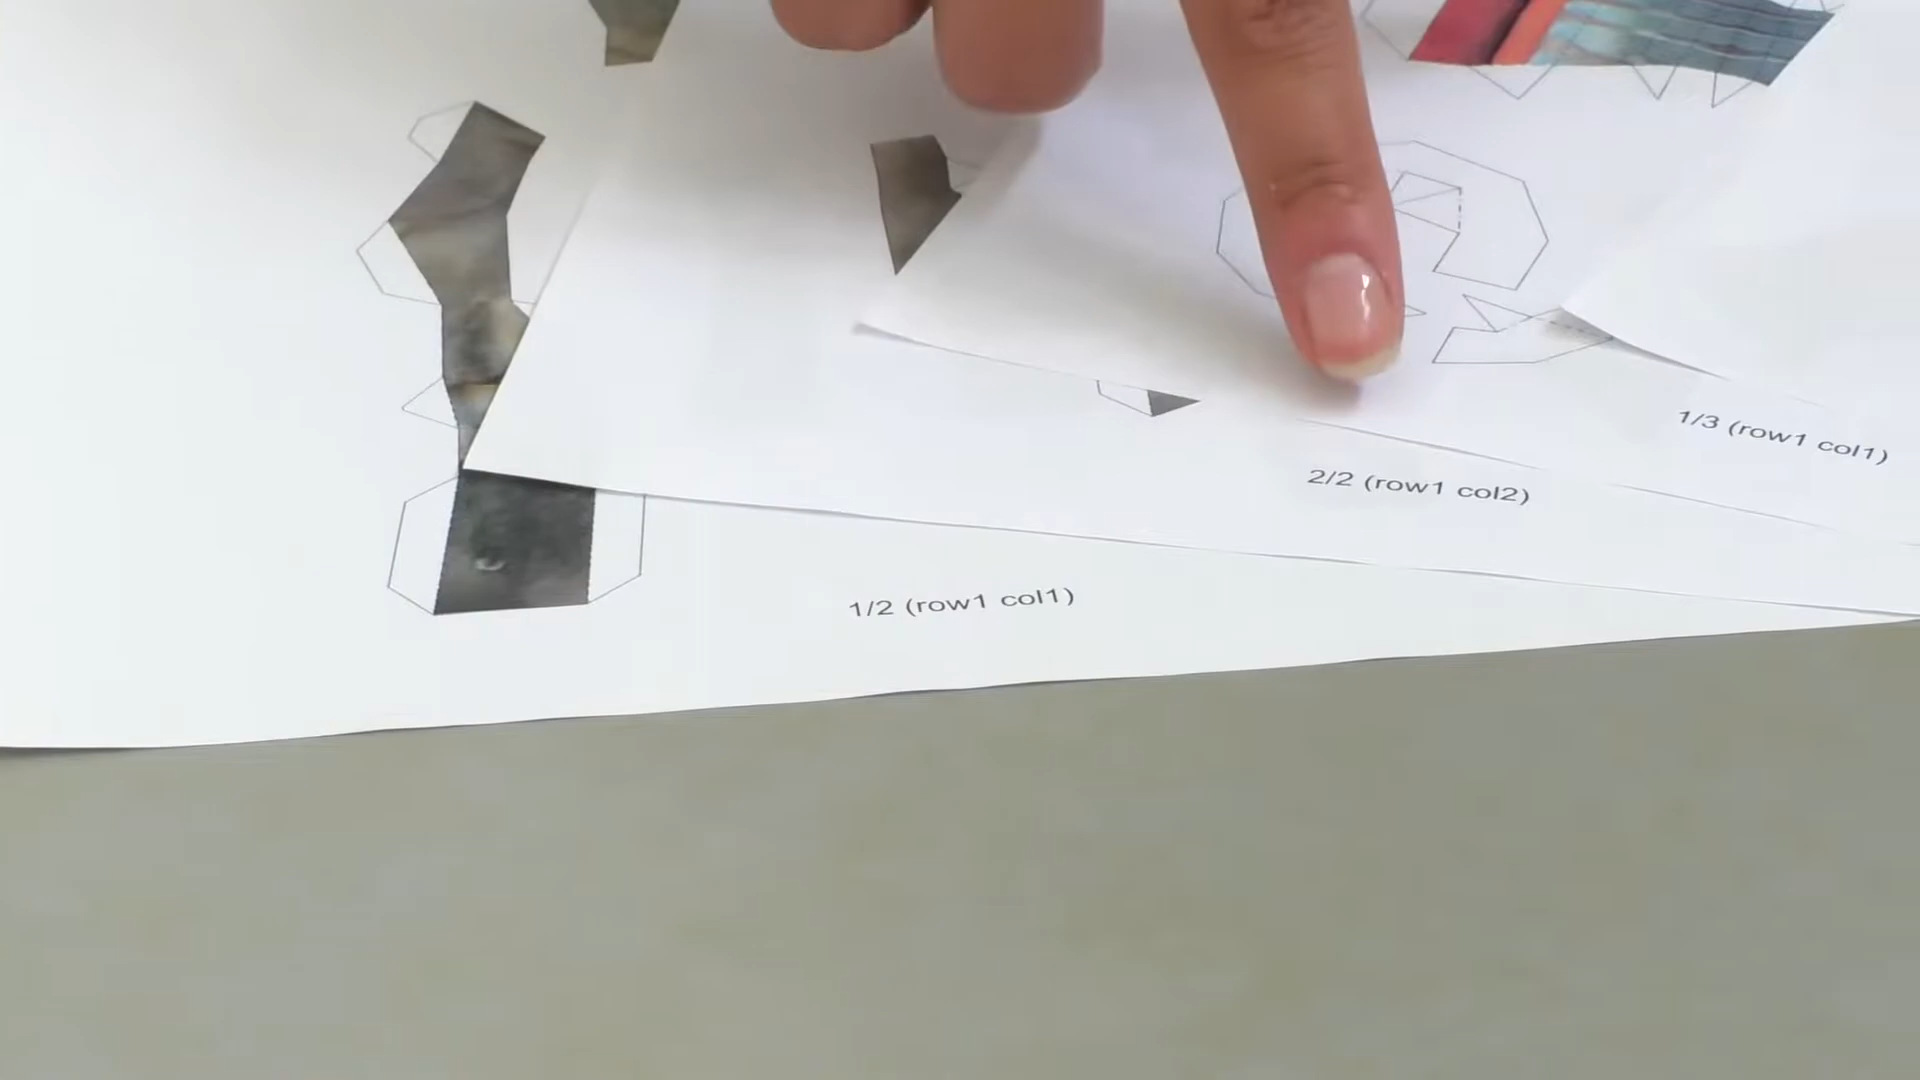 1/3 (row1 col1)
2/2 (row1 col2)
1/2 (row1 col1)